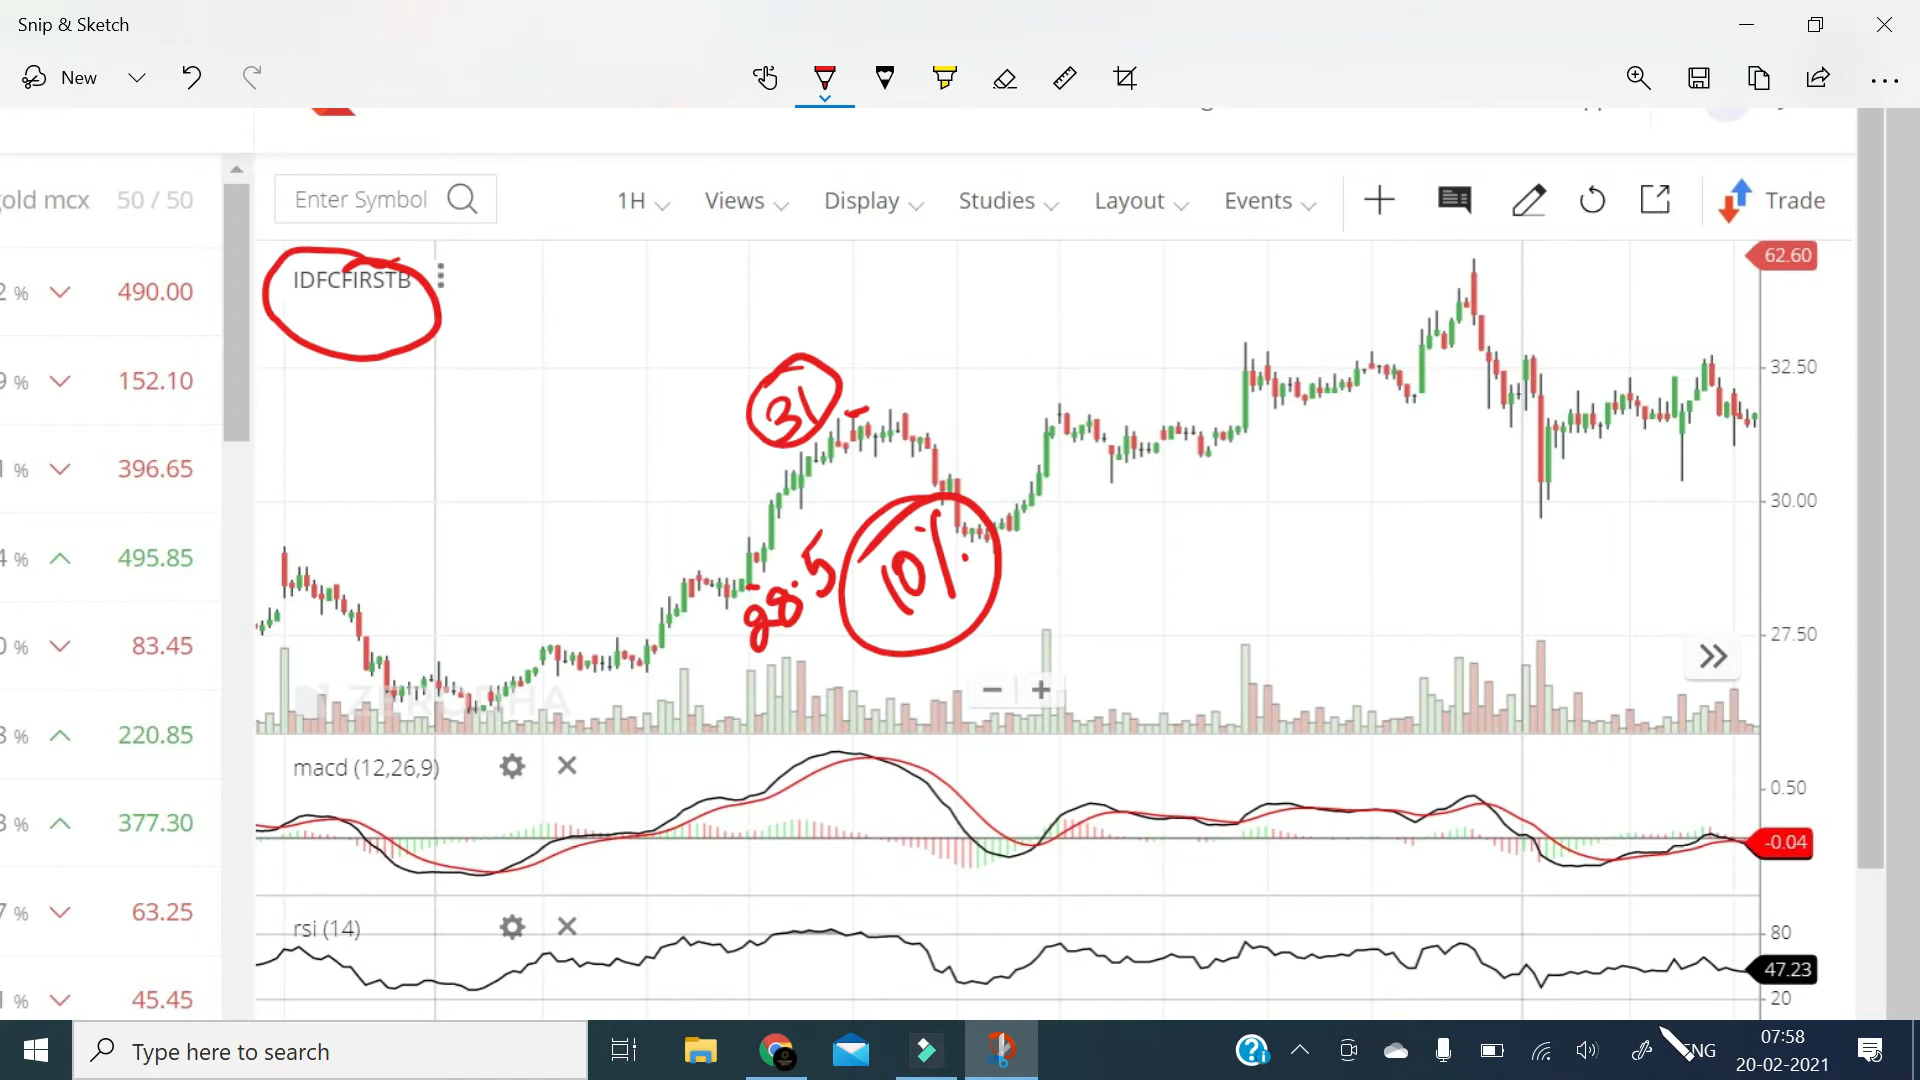 Snip & Sketch
New
gold mcx 50 / 50
Enter Symbol 1H Views Display Studies Layout Events Trade
62.60
IDFCFIRSTB
2 % 490.00
32.50
9 % 152.10
31
1 % 396.65
30.00
28.5 10%
4 % 495.85
27.50
0 % 83.45
ZERODHA
3 % 220.85
macd (12,26,9)
0.50
3 % 377.30
-0.04
7 % 63.25
rsi (14)
80
47.23
20
1 % 45.45
Type here to search
ENG
07:58
20-02-2021